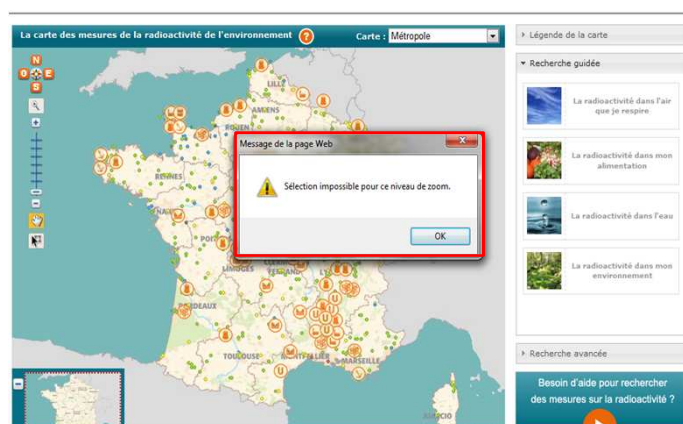 La carte des mesures de la radioactivité de l'environnement ?
Carte : Métropole
N
O E
S
LILLE
AMIENS
ROUEN
RENNES
LIMOGES
BORDEAUX
TOULOUSE
MONTPELLIER
MARSEILLE
AJACCIO
U
U
U
U
U
Message de la page Web
Sélection impossible pour ce niveau de zoom.
OK
Légende de la carte
Recherche guidée
La radioactivité dans l'air
que je respire
La radioactivité dans mon
alimentation
La radioactivité dans l'eau
La radioactivité dans mon
environnement
Recherche avancée
Besoin d'aide pour rechercher
des mesures sur la radioactivité ?